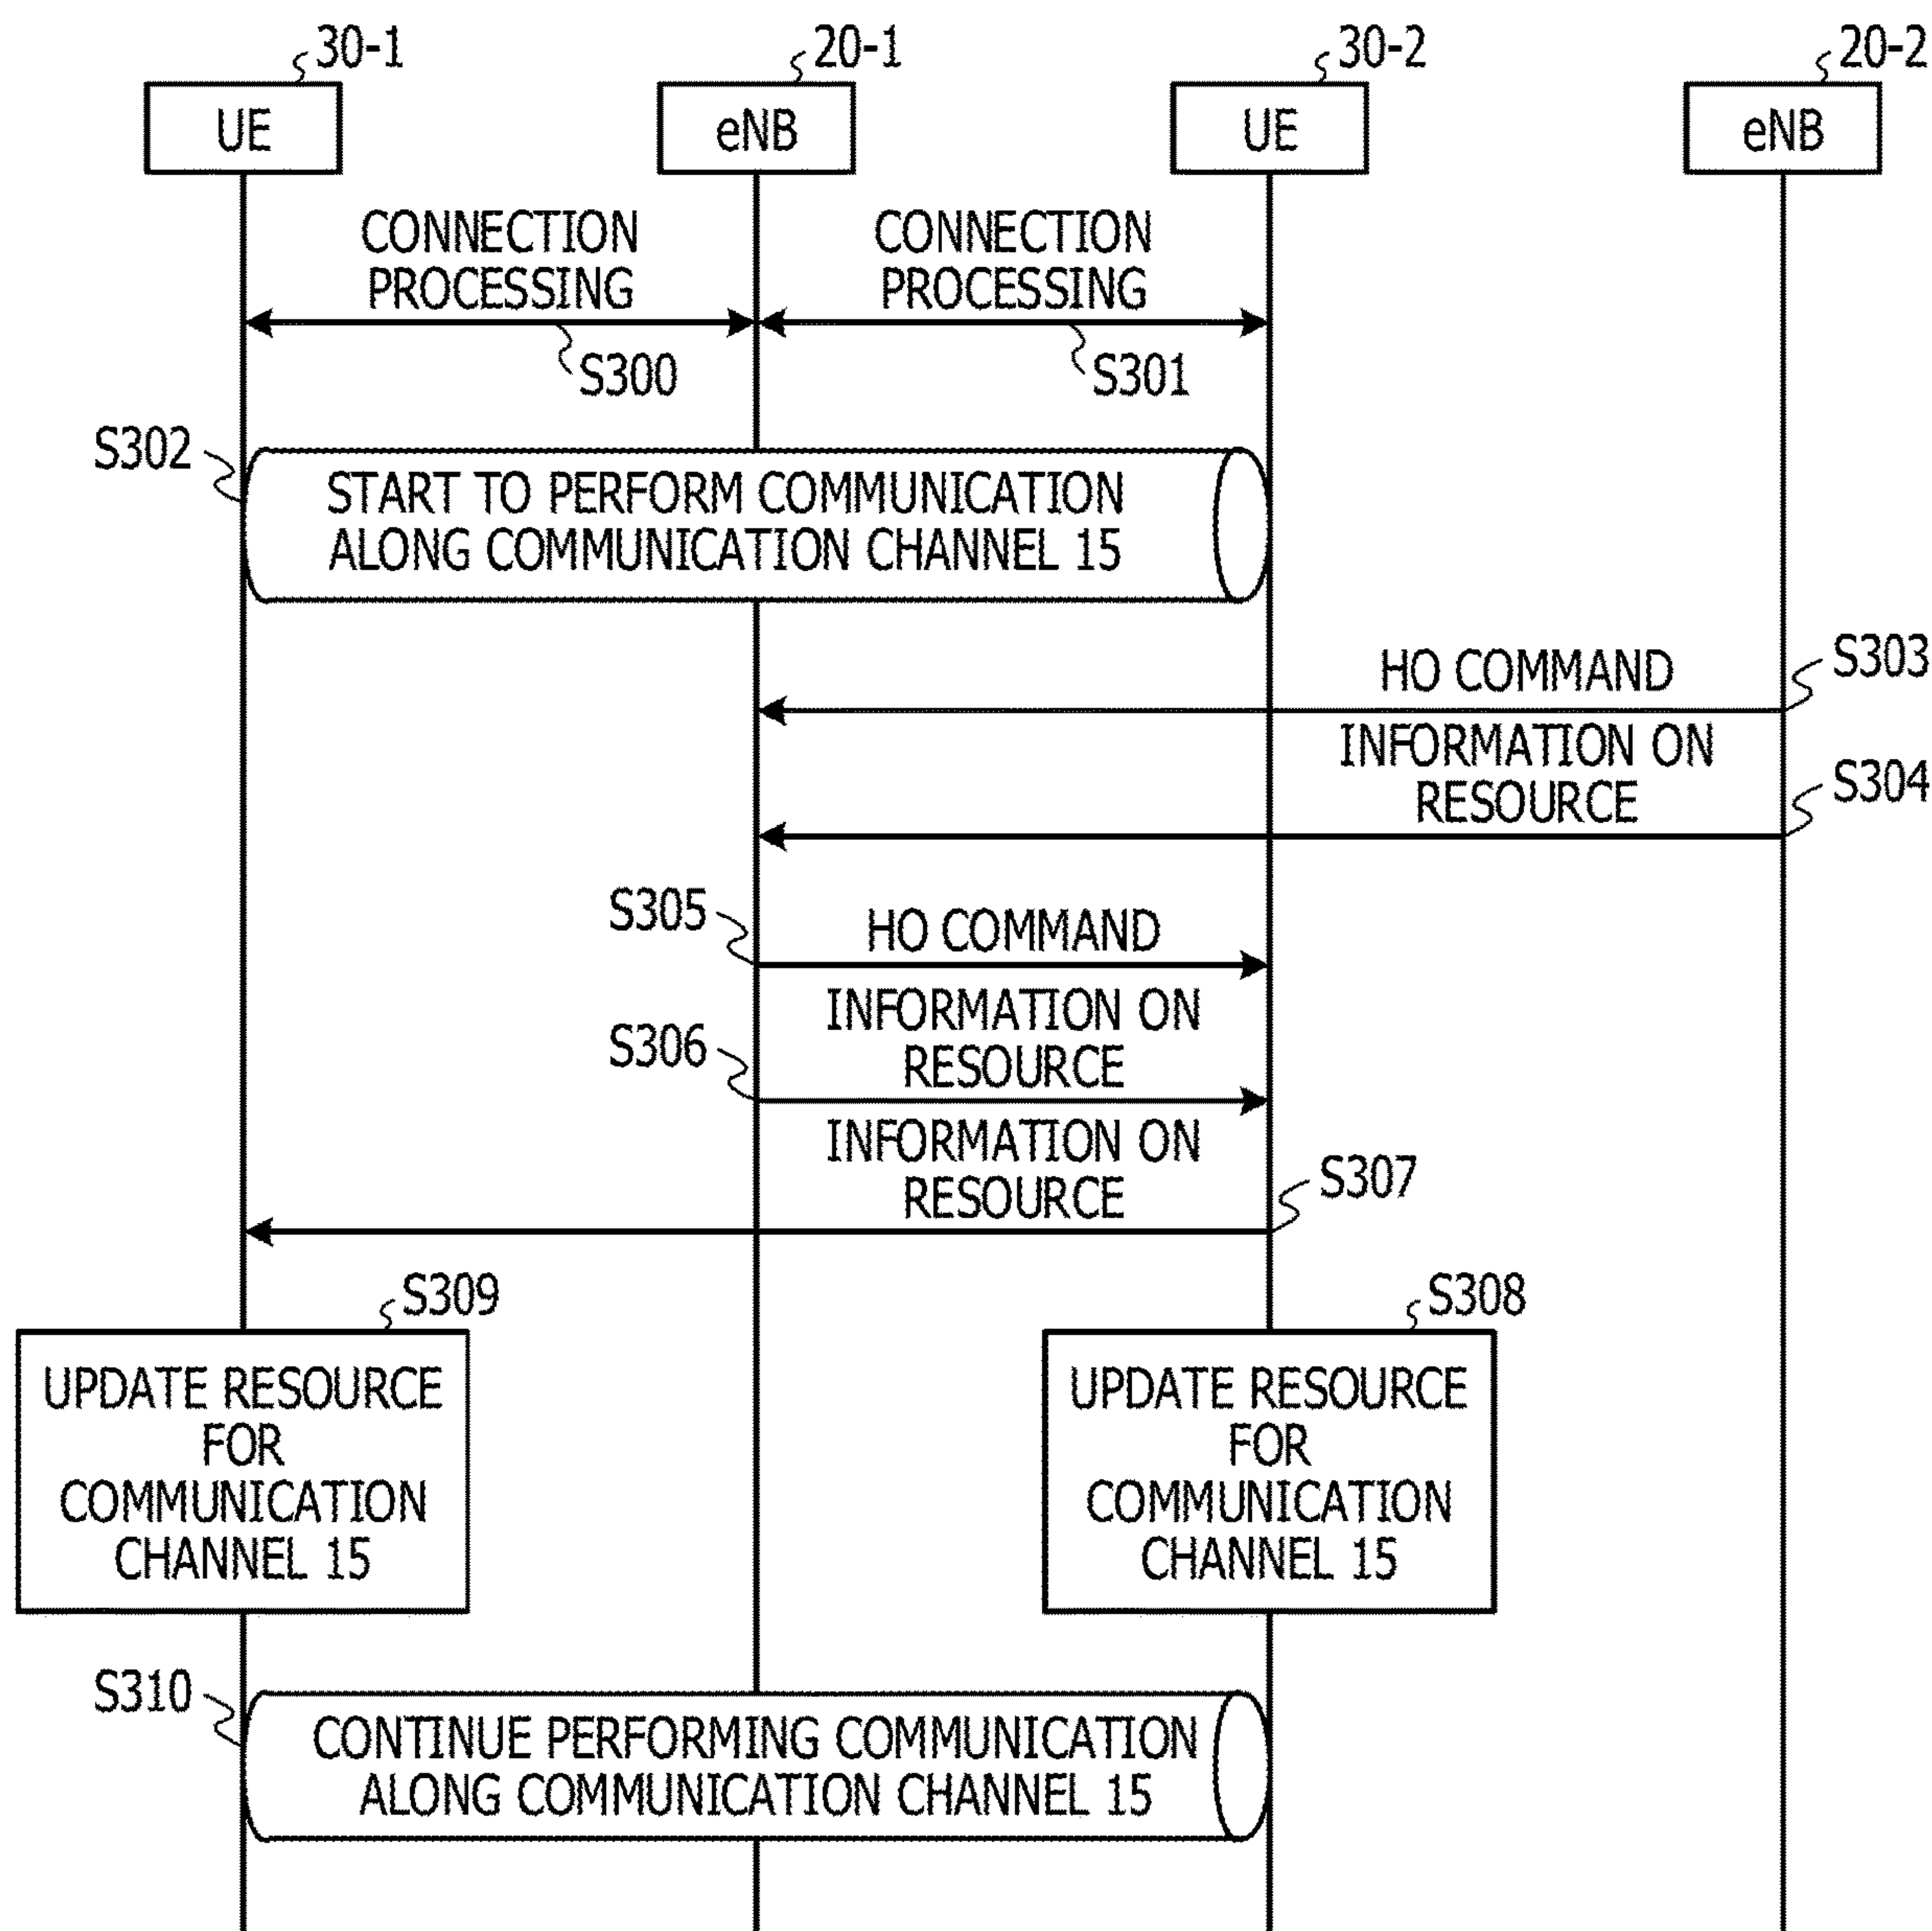 30-1
20-1
30-2
20-2
UE
eNB
UE
eNB
CONNECTION
PROCESSING
CONNECTION
PROCESSING
S300
S301
S302
START TO PERFORM COMMUNICATION
ALONG COMMUNICATION CHANNEL 15
S303
HO COMMAND
INFORMATION ON
RESOURCE
S304
S305
HO COMMAND
INFORMATION ON
RESOURCE
S306
INFORMATION ON
RESOURCE
S307
S309
S308
UPDATE RESOURCE
FOR
COMMUNICATION
CHANNEL 15
UPDATE RESOURCE
FOR
COMMUNICATION
CHANNEL 15
S310
CONTINUE PERFORMING COMMUNICATION
ALONG COMMUNICATION CHANNEL 15